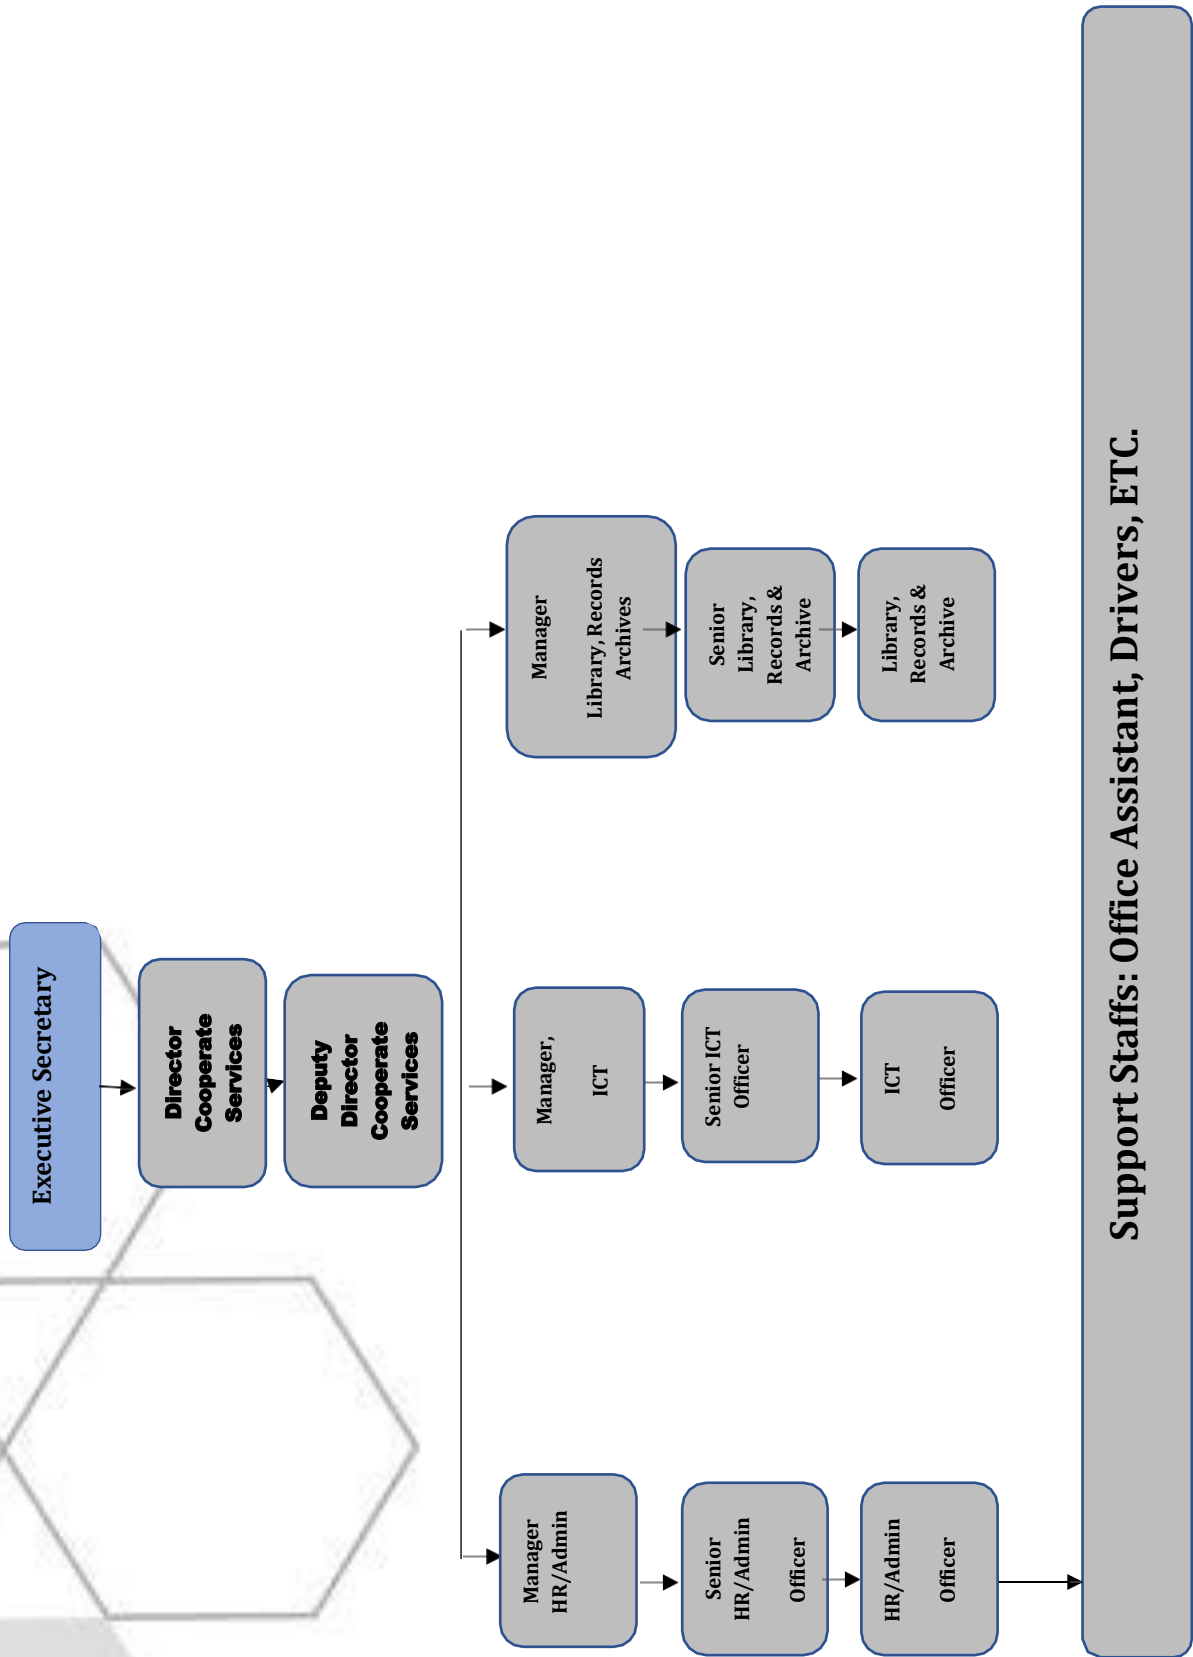 Executive Secretary
Director
Cooperate
Services
Deputy
Director
Cooperate
Services
Manager
HR/Admin
Manager,
ICT
Manager
Library, Records
Archives
Senior
HR/Admin
Officer
Senior ICT
Officer
Senior
Library,
Records &
Archive
HR/Admin
Officer
ICT
Officer
Library,
Records &
Archive
Support Staffs: Office Assistant, Drivers, ETC.